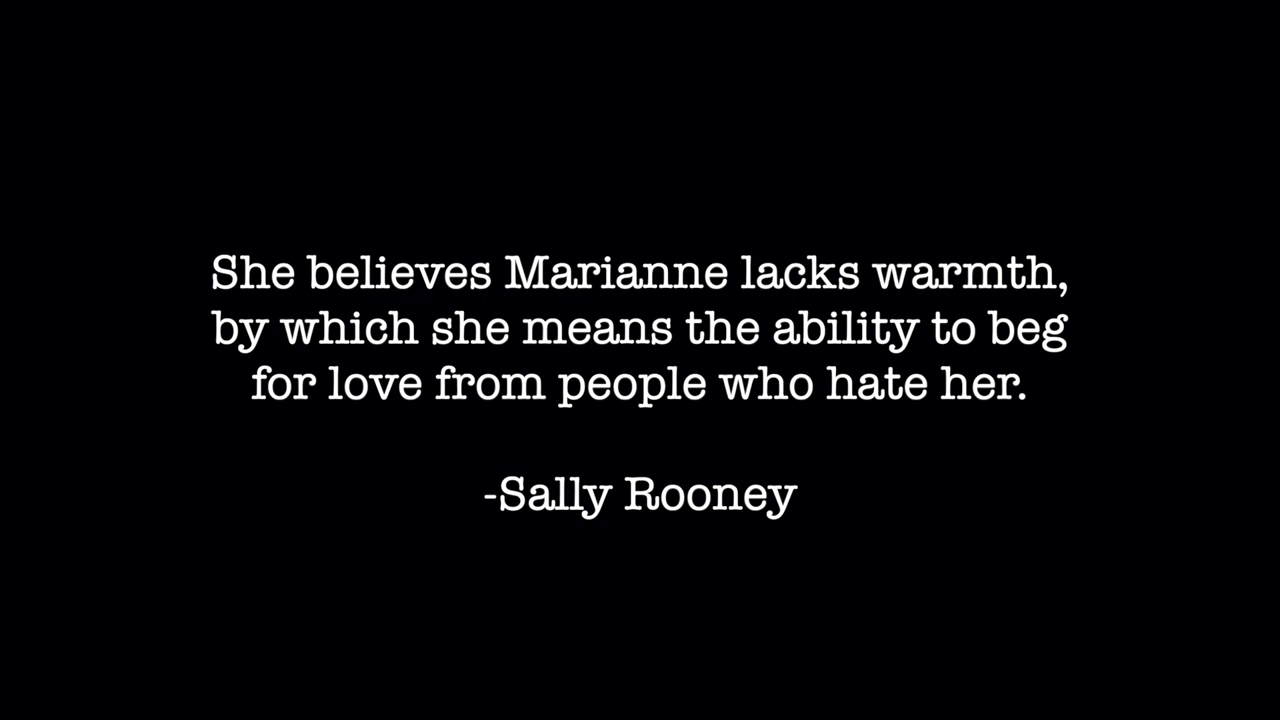 She believes Marianne lacks warmth,
by which she means the ability to beg
for love from people who hate her.
-Sally Rooney